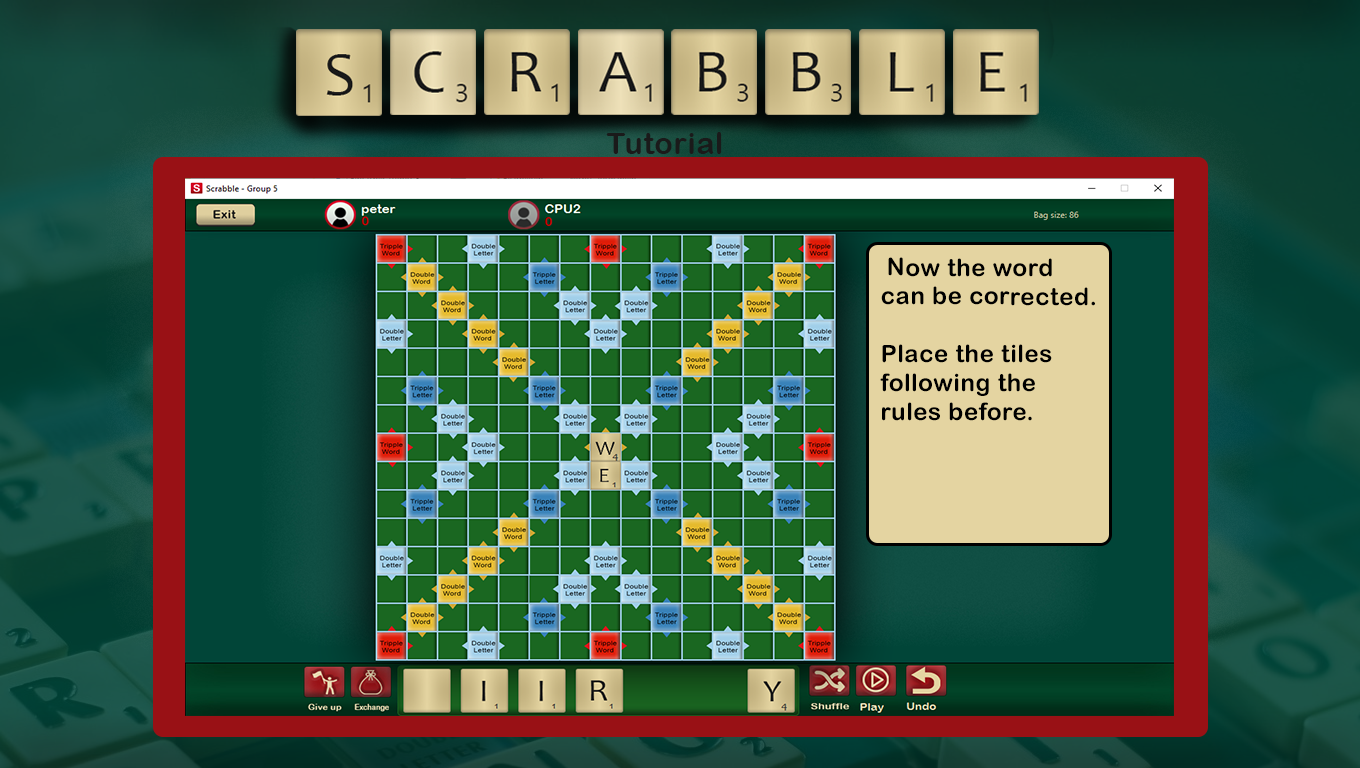 S1 C3 R1 A1 B3 B3 L1 E1
Tutorial
S Scrabble - Group 5
Exit
peter
0
CPU2
0
Bag size: 86
Tripple Double Tripple Double Tripple
Word Letter Word Letter Word
Double Tripple Tripple Double
Word Letter Letter Word
Double Double Double Double
Word Letter Letter Word
Double Double Double Double Double
Letter Word Letter Word Letter
Double Double
Word Word
Tripple Tripple Tripple Tripple
Letter Letter Letter Letter
Double Double Double Double
Letter Letter Letter Letter
Tripple Double W4 Double Tripple
Word Letter Letter Word
Double Double E1 Double Double
Letter Letter Letter Letter
Tripple Tripple Tripple Tripple
Letter Letter Letter Letter
Double Double
Word Word
Double Double Double Double Double
Letter Word Letter Word Letter
Double Double Double Double
Word Letter Letter Word
Double Tripple Tripple Double
Word Letter Letter Word
Tripple Double Tripple Double Tripple
Word Letter Word Letter Word
Now the word
can be corrected.
Place the tiles
following the
rules before.
I1 I1 R1 Y4
Give up Exchange Shuffle Play Undo